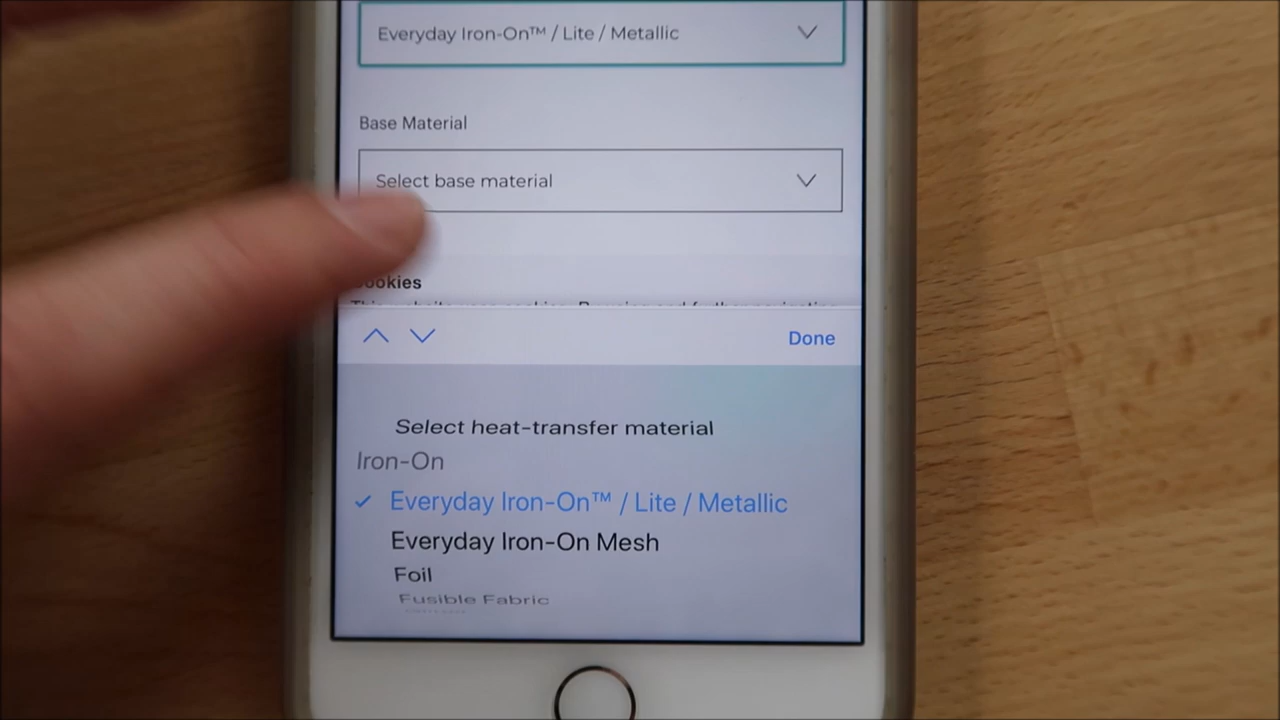 Everyday Iron-On™ / Lite / Metallic
Base Material
Select base material
ookies
Done
Select heat-transfer material
Iron-On
Everyday Iron-On™ / Lite / Metallic
Everyday Iron-On Mesh
Foil
Fusible Fabric